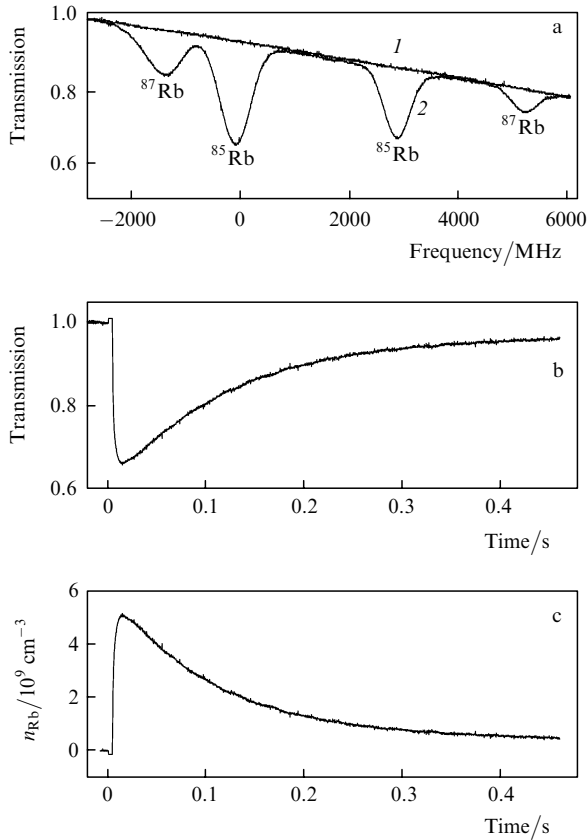 1.0
a
1
0.8
⁸⁷Rb
2
⁸⁷Rb
⁸⁵Rb
⁸⁵Rb
0.6
Transmission
−2000 0 2000 4000 6000
Frequency/MHz
1.0
b
0.8
0.6
Transmission
0 0.1 0.2 0.3 0.4
Time/s
6
c
4
2
0
n_Rb/10⁹ cm⁻³
0 0.1 0.2 0.3 0.4
Time/s